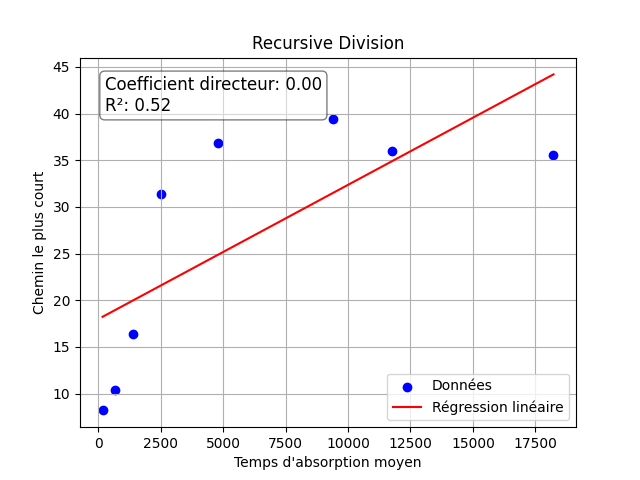 Recursive Division
Coefficient directeur: 0.00
R²: 0.52
45
40
35
30
25
20
15
10
Chemin le plus court
Données
Régression linéaire
0
2500
5000
7500
10000
12500
15000
17500
Temps d'absorption moyen